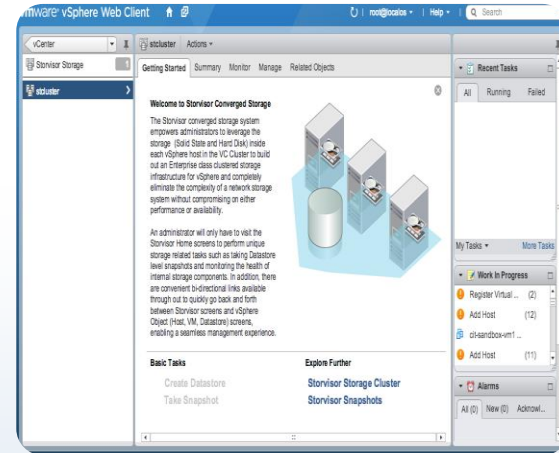 mware® vSphere Web Client
root@localos
Help
Search
vCenter
Storvisor Storage
1
stcluster
stcluster
Actions
Getting Started
Summary
Monitor
Manage
Related Objects
Welcome to Storvisor Converged Storage
The Storvisor converged storage system
empowers administrators to leverage the
storage (Solid State and Hard Disk) inside
each vSphere host in the VC Cluster to build
out an Enterprise class clustered storage
infrastructure for vSphere and completely
eliminate the complexity of a network storage
system without compromising on either
performance or availability.
An administrator will only have to visit the
Storvisor Home screens to perform unique
storage related tasks such as taking Datastore
level snapshots and monitoring the health of
internal storage components. In addition, there
are convenient bi-directional links available
through out to quickly go back and forth
between Storvisor screens and vSphere
Object (Host, VM, Datastore) screens,
enabling a seamless management experience.
Basic Tasks
Create Datastore
Take Snapshot
Explore Further
Storvisor Storage Cluster
Storvisor Snapshots
Recent Tasks
All
Running
Failed
My Tasks
More Tasks
Work In Progress
Register Virtual ... (2)
Add Host (12)
cit-sandbox-vm1 ...
Add Host (11)
Alarms
All (0)
New (0)
Acknowl...